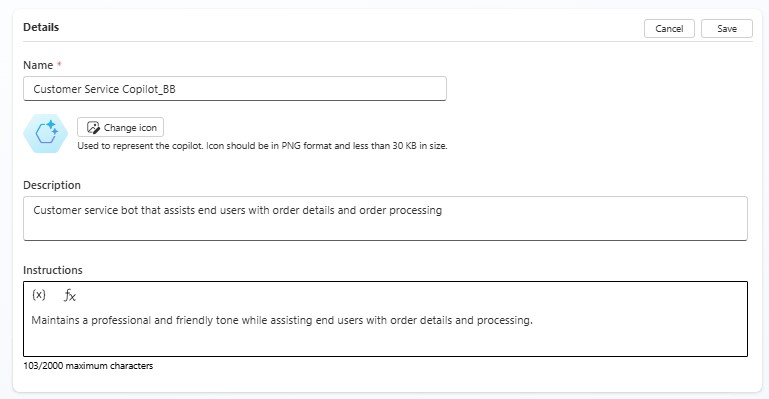 Details
Cancel
Save
Name *
Customer Service Copilot_BB
Change icon
Used to represent the copilot. Icon should be in PNG format and less than 30 KB in size.
Description
Customer service bot that assists end users with order details and order processing
Instructions
{x} fx
Maintains a professional and friendly tone while assisting end users with order details and processing.
103/2000 maximum characters